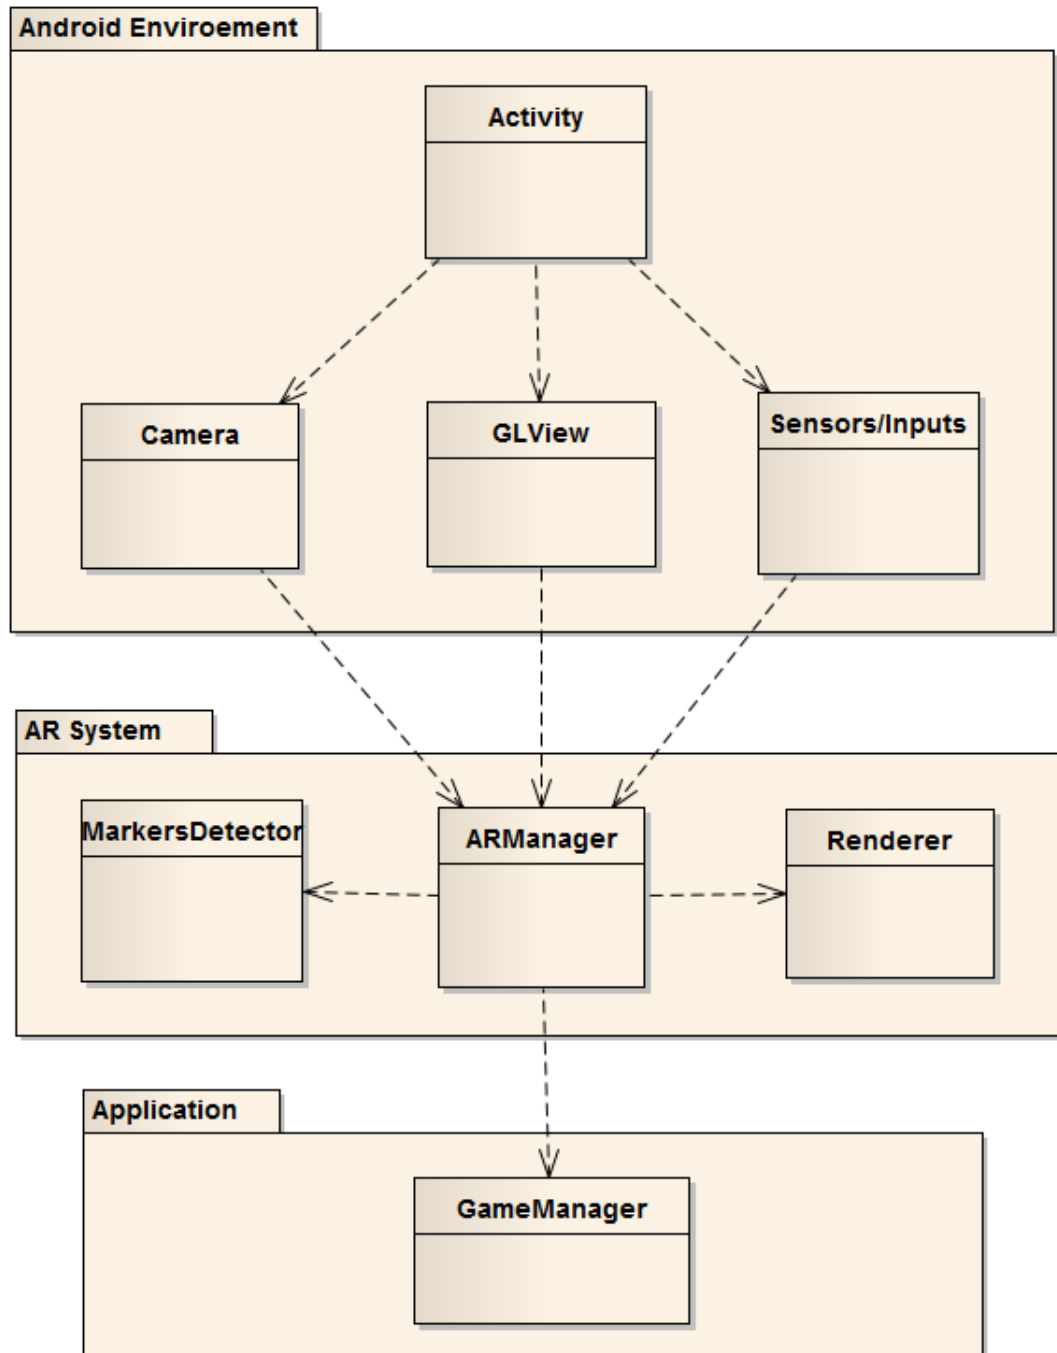 Android Enviroement
Activity
Camera
GLView
Sensors/Inputs
AR System
MarkersDetector
ARManager
Renderer
Application
GameManager